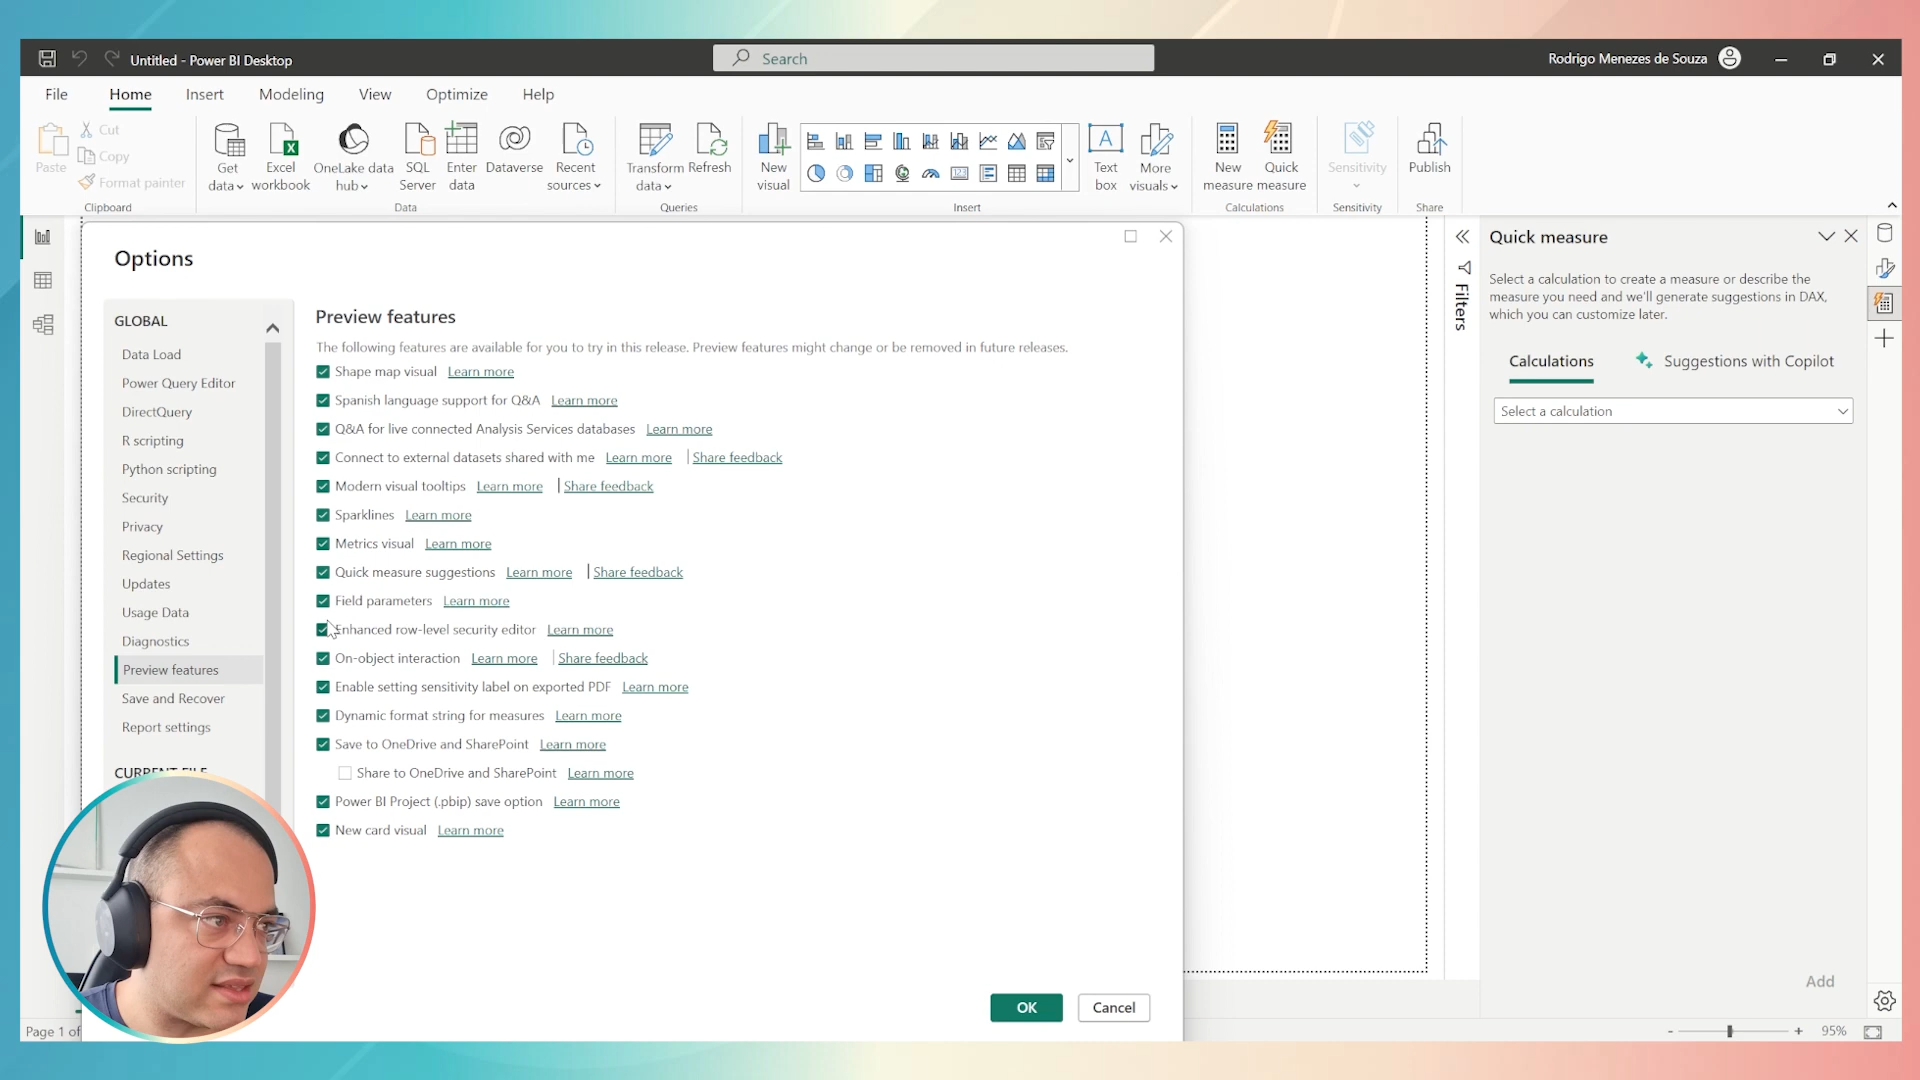 Untitled - Power BI Desktop
Search
Rodrigo Menezes de Souza
File Home Insert Modeling View Optimize Help
Paste
Cut
Copy
Format painter
Clipboard
Get data
Excel workbook
OneLake data hub
SQL Server
Enter data
Dataverse
Recent sources
Data
Transform data
Refresh
Queries
New visual
123
A
Text box
More visuals
Insert
New measure
Quick measure
Calculations
Sensitivity
Sensitivity
Publish
Share
Options
GLOBAL
Data Load
Power Query Editor
DirectQuery
R scripting
Python scripting
Security
Privacy
Regional Settings
Updates
Usage Data
Diagnostics
Preview features
Save and Recover
Report settings
Preview features
The following features are available for you to try in this release. Preview features might change or be removed in future releases.
Shape map visual Learn more
Spanish language support for Q&A Learn more
Q&A for live connected Analysis Services databases Learn more
Connect to external datasets shared with me Learn more | Share feedback
Modern visual tooltips Learn more | Share feedback
Sparklines Learn more
Metrics visual Learn more
Quick measure suggestions Learn more | Share feedback
Field parameters Learn more
Enhanced row-level security editor Learn more
On-object interaction Learn more | Share feedback
Enable setting sensitivity label on exported PDF Learn more
Dynamic format string for measures Learn more
Save to OneDrive and SharePoint Learn more
Share to OneDrive and SharePoint Learn more
Power BI Project (.pbip) save option Learn more
New card visual Learn more
OK Cancel
Filters
Quick measure
Select a calculation to create a measure or describe the
measure you need and we'll generate suggestions in DAX,
which you can customize later.
Calculations Suggestions with Copilot
Select a calculation
Add
Page 1 of
- + 95%